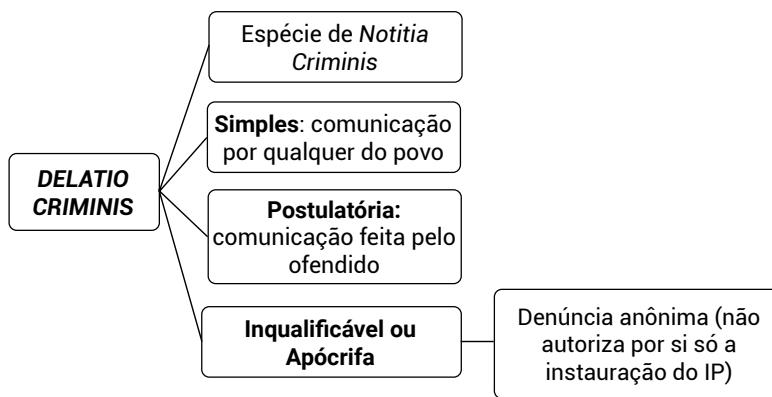 Espécie de Notitia
Criminis
Simples: comunicação
por qualquer do povo
DELATIO
CRIMINIS
Postulatória:
comunicação feita pelo
ofendido
Inqualificável ou
Apócrifa
Denúncia anônima (não
autoriza por si só a
instauração do IP)